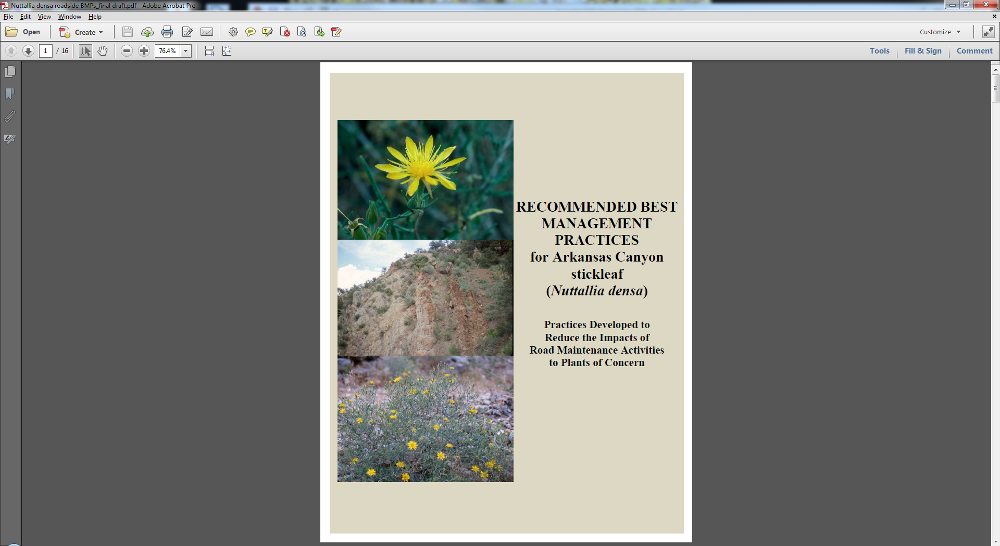 Nuttallia densa roadside BMPs_final draft.pdf - Adobe Acrobat Pro
File Edit View Window Help
Open Create Customize
1 / 16 76.4% Tools Fill & Sign Comment
RECOMMENDED BEST
MANAGEMENT
PRACTICES
for Arkansas Canyon
stickleaf
(Nuttallia densa)
Practices Developed to
Reduce the Impacts of
Road Maintenance Activities
to Plants of Concern